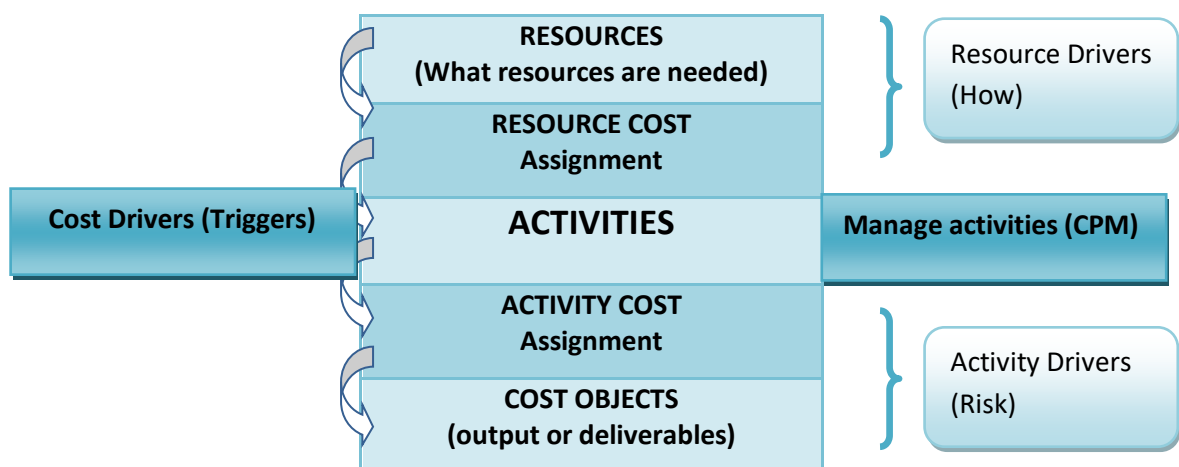 RESOURCES
(What resources are needed)
Resource Drivers
(How)
RESOURCE COST
Assignment
Cost Drivers (Triggers)
ACTIVITIES
Manage activities (CPM)
ACTIVITY COST
Assignment
Activity Drivers
(Risk)
COST OBJECTS
(output or deliverables)